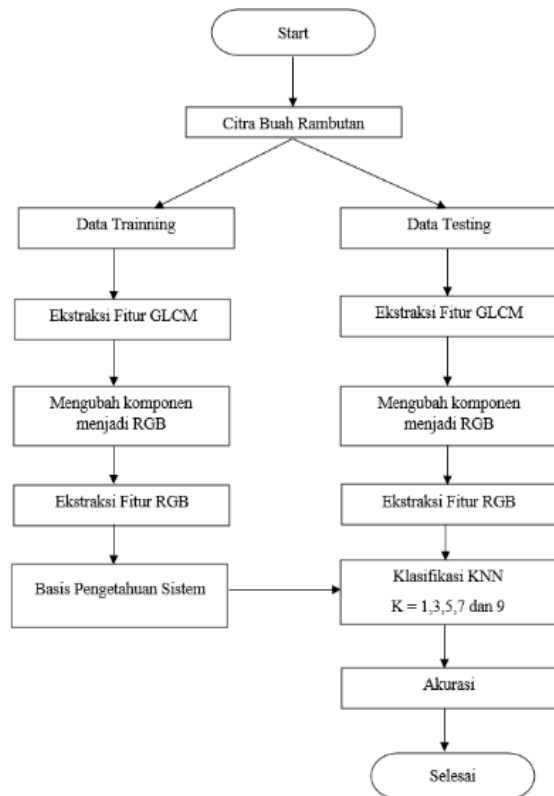 Start
Citra Buah Rambutan
Data Trainning
Data Testing
Ekstraksi Fitur GLCM
Ekstraksi Fitur GLCM
Mengubah komponen
menjadi RGB
Mengubah komponen
menjadi RGB
Ekstraksi Fitur RGB
Ekstraksi Fitur RGB
Basis Pengetahuan Sistem
Klasifikasi KNN
K = 1,3,5,7 dan 9
Akurasi
Selesai